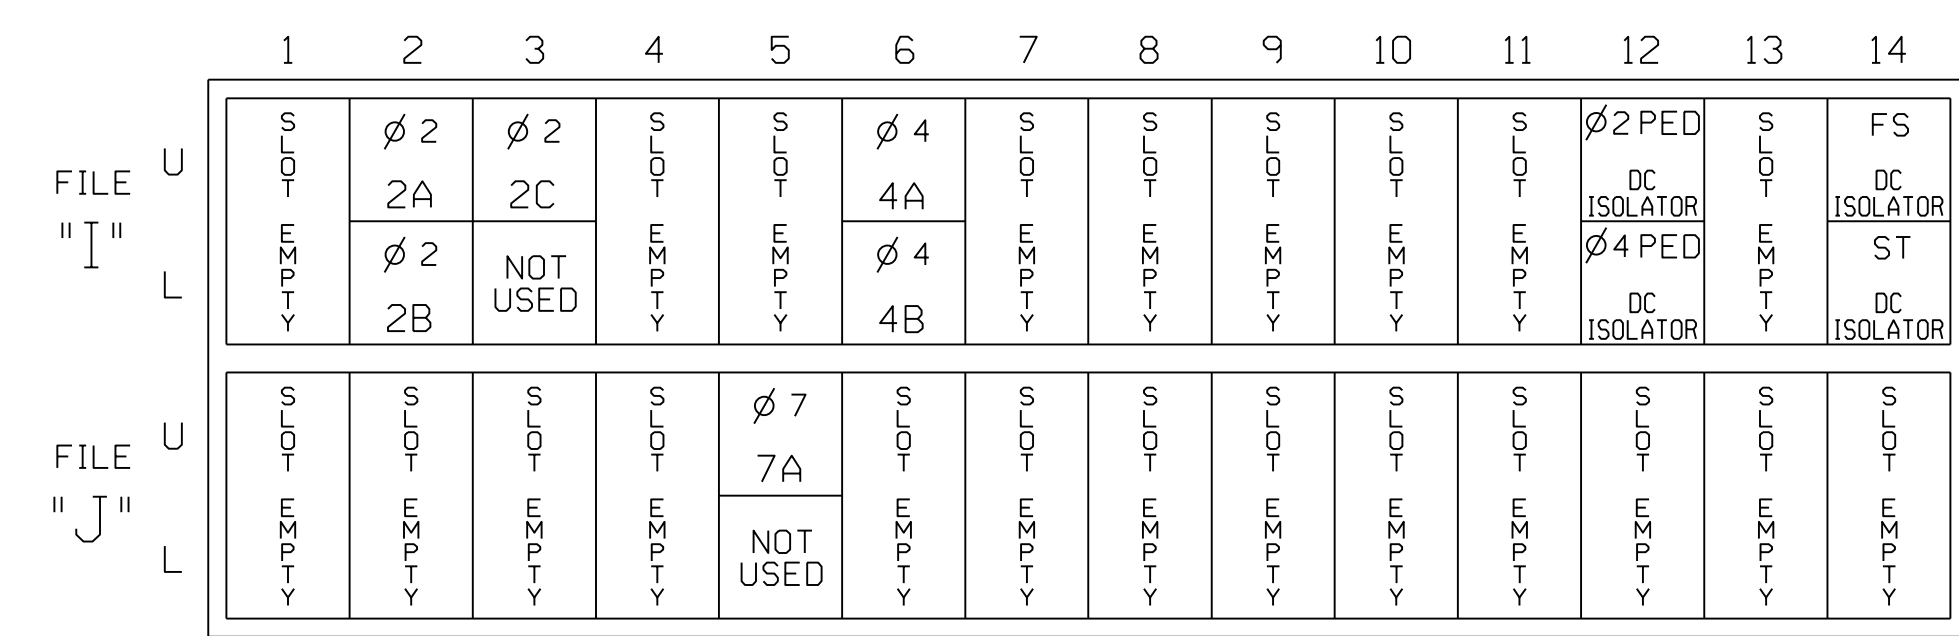 1 2 3 4 5 6 7 8 9 10 11 12 13 14
FILE "I"
U
L
SLOT EMPTY
Ø 2
2A
Ø 2
2B
Ø 2
2C
NOT
USED
SLOT EMPTY
SLOT EMPTY
Ø 4
4A
Ø 4
4B
SLOT EMPTY
SLOT EMPTY
SLOT EMPTY
SLOT EMPTY
SLOT EMPTY
Ø2 PED
DC
ISOLATOR
Ø4 PED
DC
ISOLATOR
SLOT EMPTY
FS
DC
ISOLATOR
ST
DC
ISOLATOR
FILE "J"
U
L
SLOT EMPTY
SLOT EMPTY
SLOT EMPTY
SLOT EMPTY
Ø 7
7A
NOT
USED
SLOT EMPTY
SLOT EMPTY
SLOT EMPTY
SLOT EMPTY
SLOT EMPTY
SLOT EMPTY
SLOT EMPTY
SLOT EMPTY
SLOT EMPTY